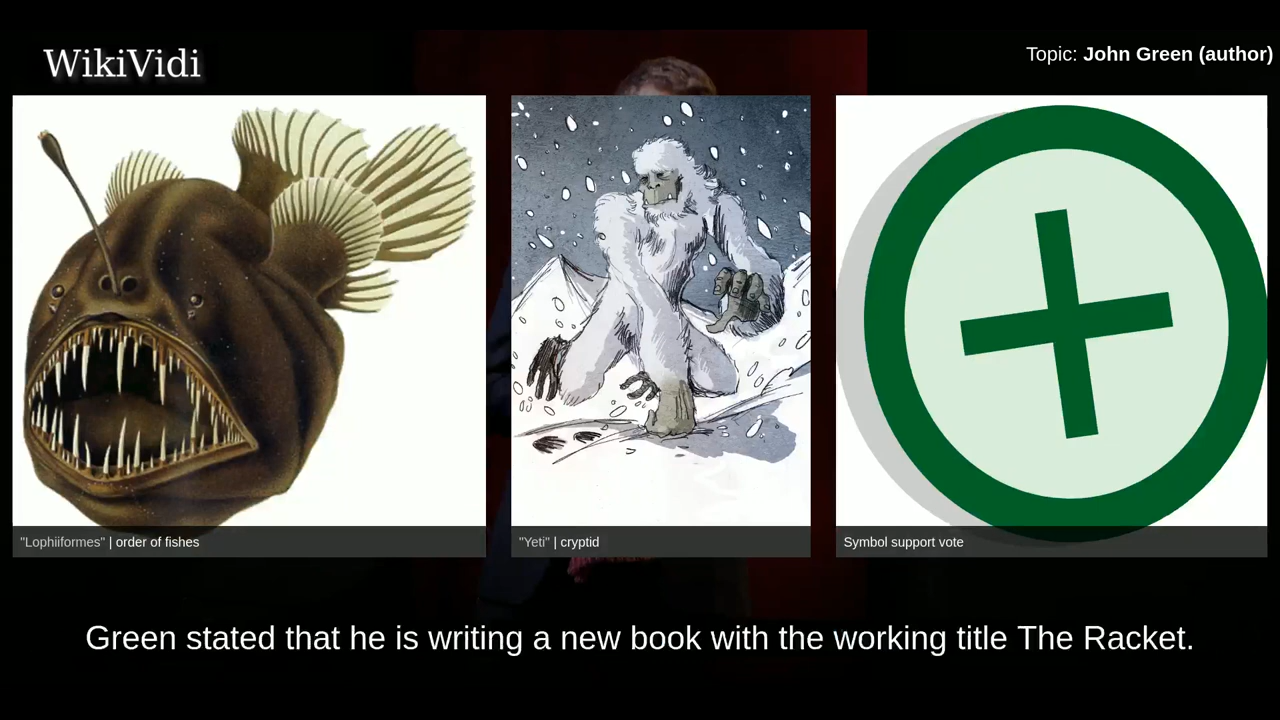 WikiVidi
Topic: John Green (author)
"Lophiiformes" | order of fishes
"Yeti" | cryptid
Symbol support vote
Green stated that he is writing a new book with the working title The Racket.